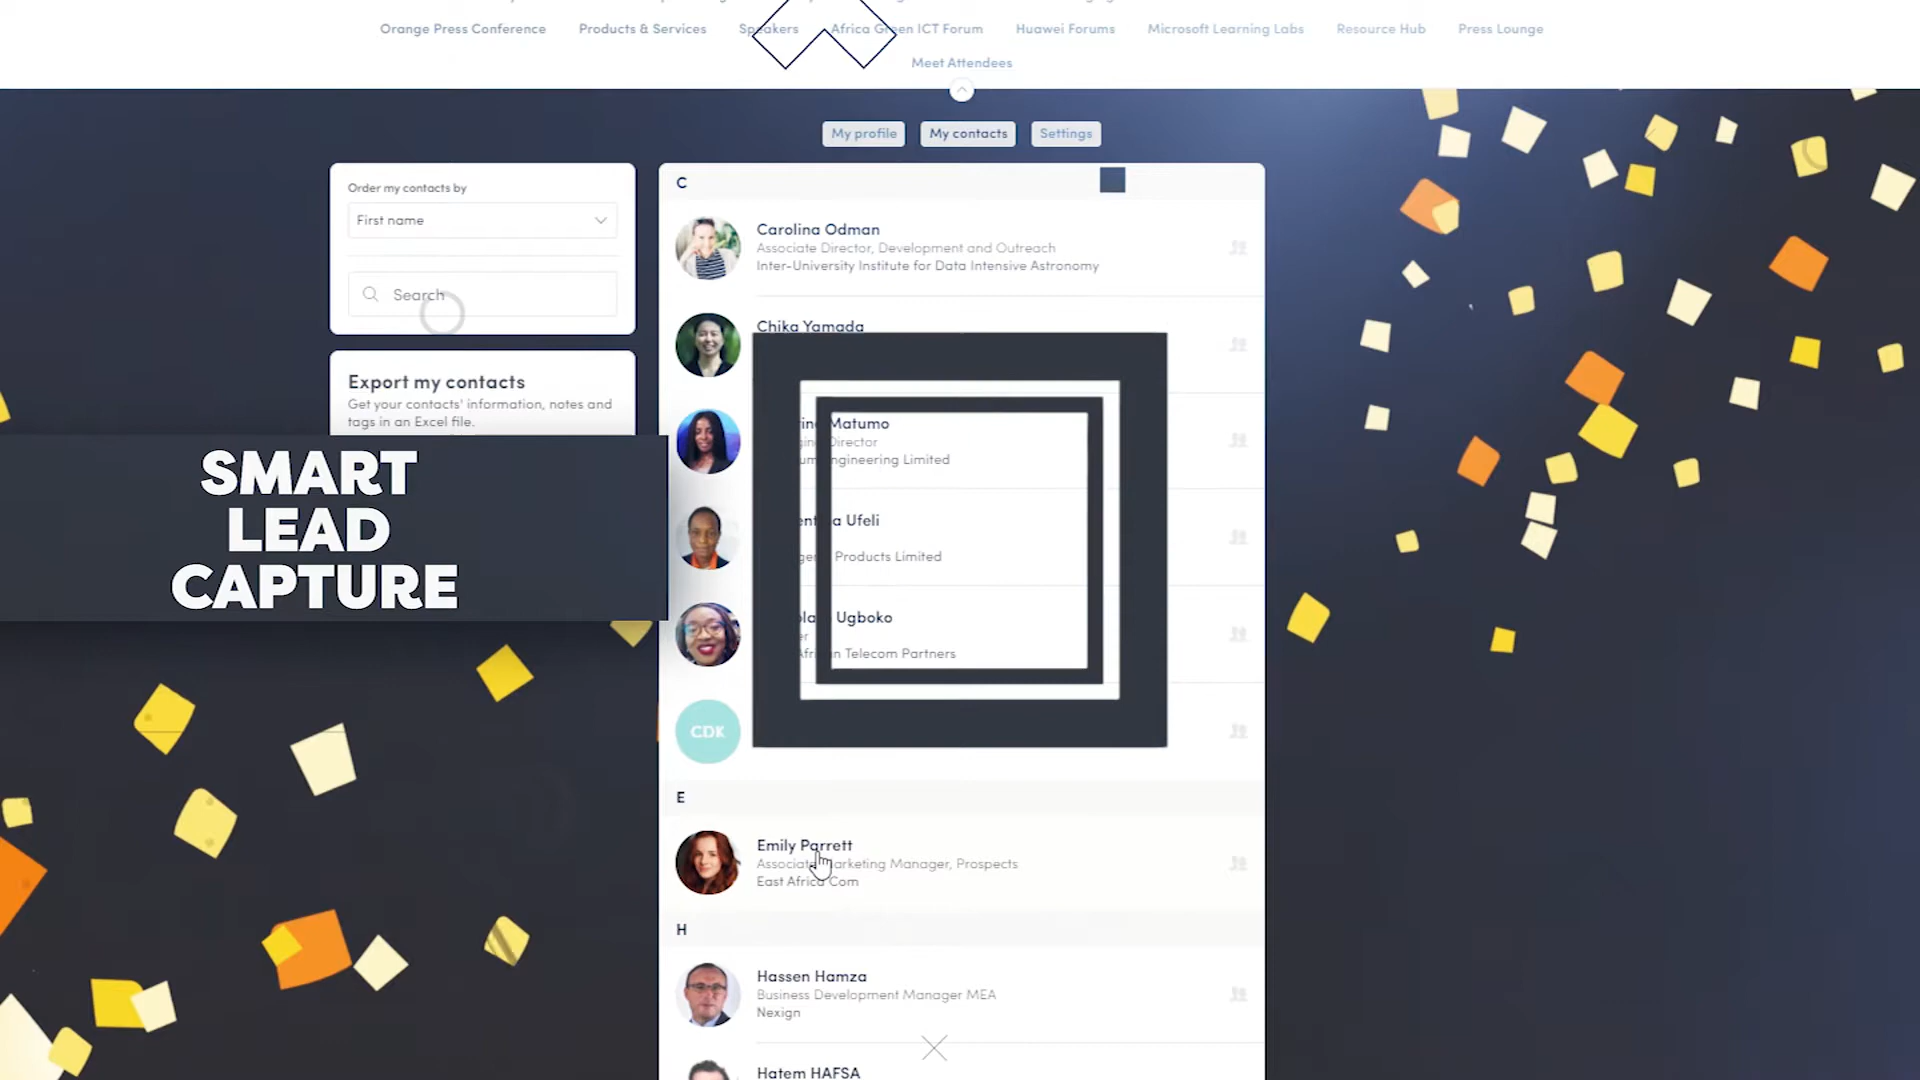 Orange Press Conference Products & Services Speakers Africa Green ICT Forum Huawei Forums Microsoft Learning Labs Resource Hub Press Lounge
Meet Attendees
My profile My contacts Settings
Order my contacts by
First name
Search
Export my contacts
Get your contacts' information, notes and
tags in an Excel file.
SMART
LEAD
CAPTURE
C
Carolina Odman
Associate Director, Development and Outreach
Inter-University Institute for Data Intensive Astronomy
Chika Yamada
Matumo
Director
Engineering Limited
Ufeli
Products Limited
Ugboko
Telecom Partners
CDK
E
Emily Parrett
Associate Marketing Manager, Prospects
East Africa Com
H
Hassen Hamza
Business Development Manager MEA
Nexign
Hatem HAFSA